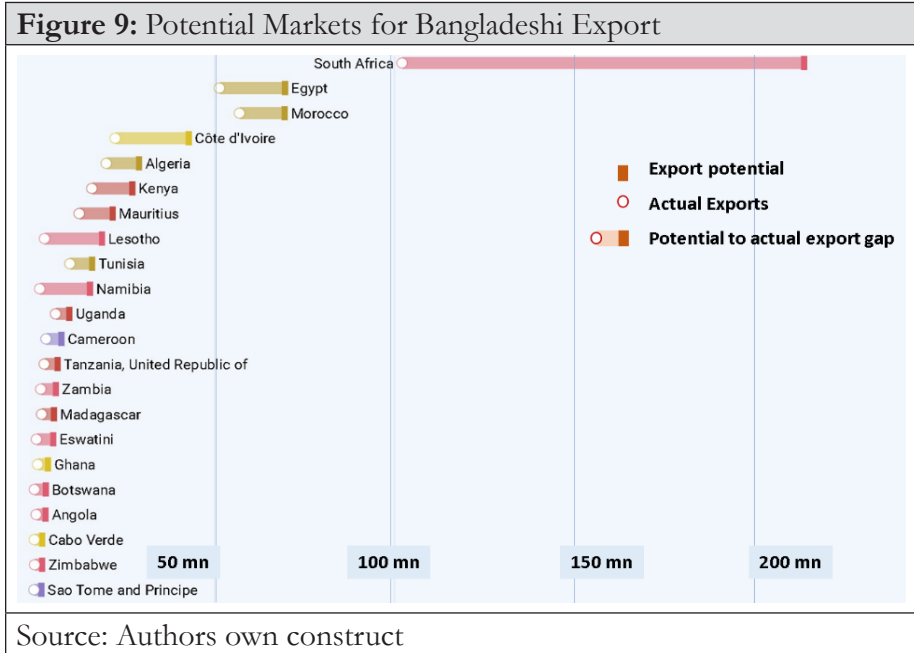 Figure 9: Potential Markets for Bangladeshi Export
South Africa
Egypt
Morocco
Côte d'Ivoire
Algeria
Kenya
Mauritius
Lesotho
Tunisia
Namibia
Uganda
Cameroon
Tanzania, United Republic of
Zambia
Madagascar
Eswatini
Ghana
Botswana
Angola
Cabo Verde
Zimbabwe
Sao Tome and Principe
Export potential
Actual Exports
Potential to actual export gap
50 mn 100 mn 150 mn 200 mn
Source: Authors own construct